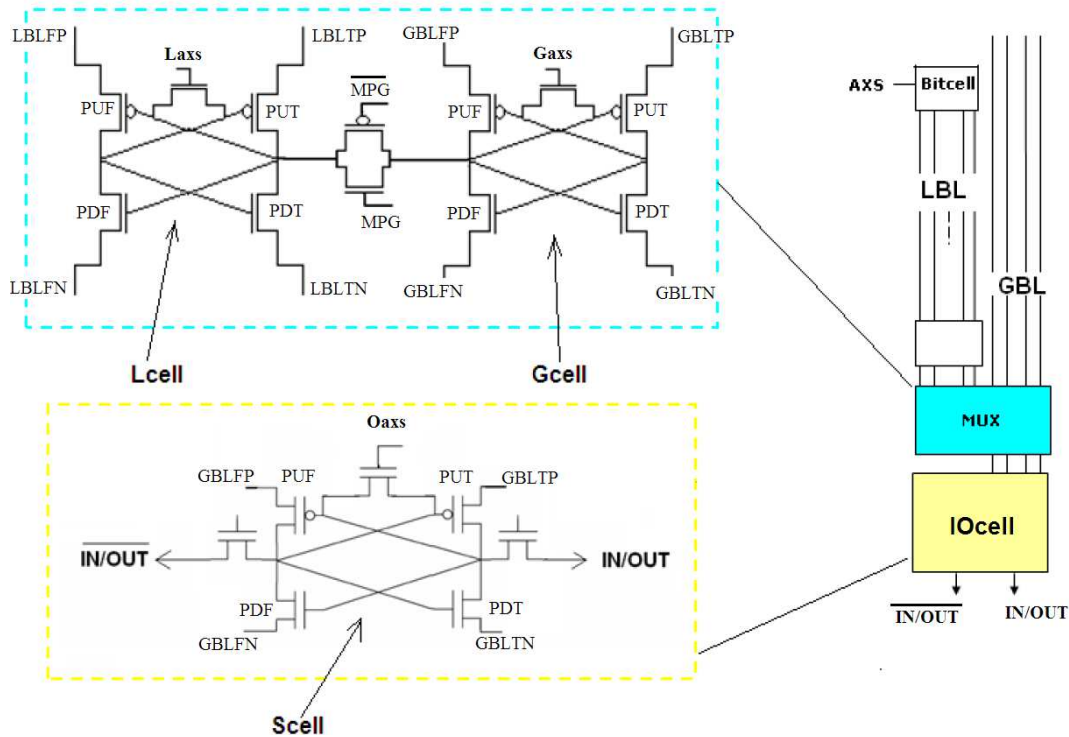 LBLFP
LBLTP
GBLFP
GBLTP
Laxs
Gaxs
MPG
PUF
PUT
PUF
PUT
PDF
PDT
PDF
PDT
MPG
LBLFN
LBLTN
GBLFN
GBLTN
Lcell
Gcell
Oaxs
GBLFP
PUF
PUT
GBLTP
IN/OUT
IN/OUT
PDF
PDT
GBLFN
GBLTN
Scell
AXS
Bitcell
LBL
GBL
MUX
IOcell
IN/OUT
IN/OUT